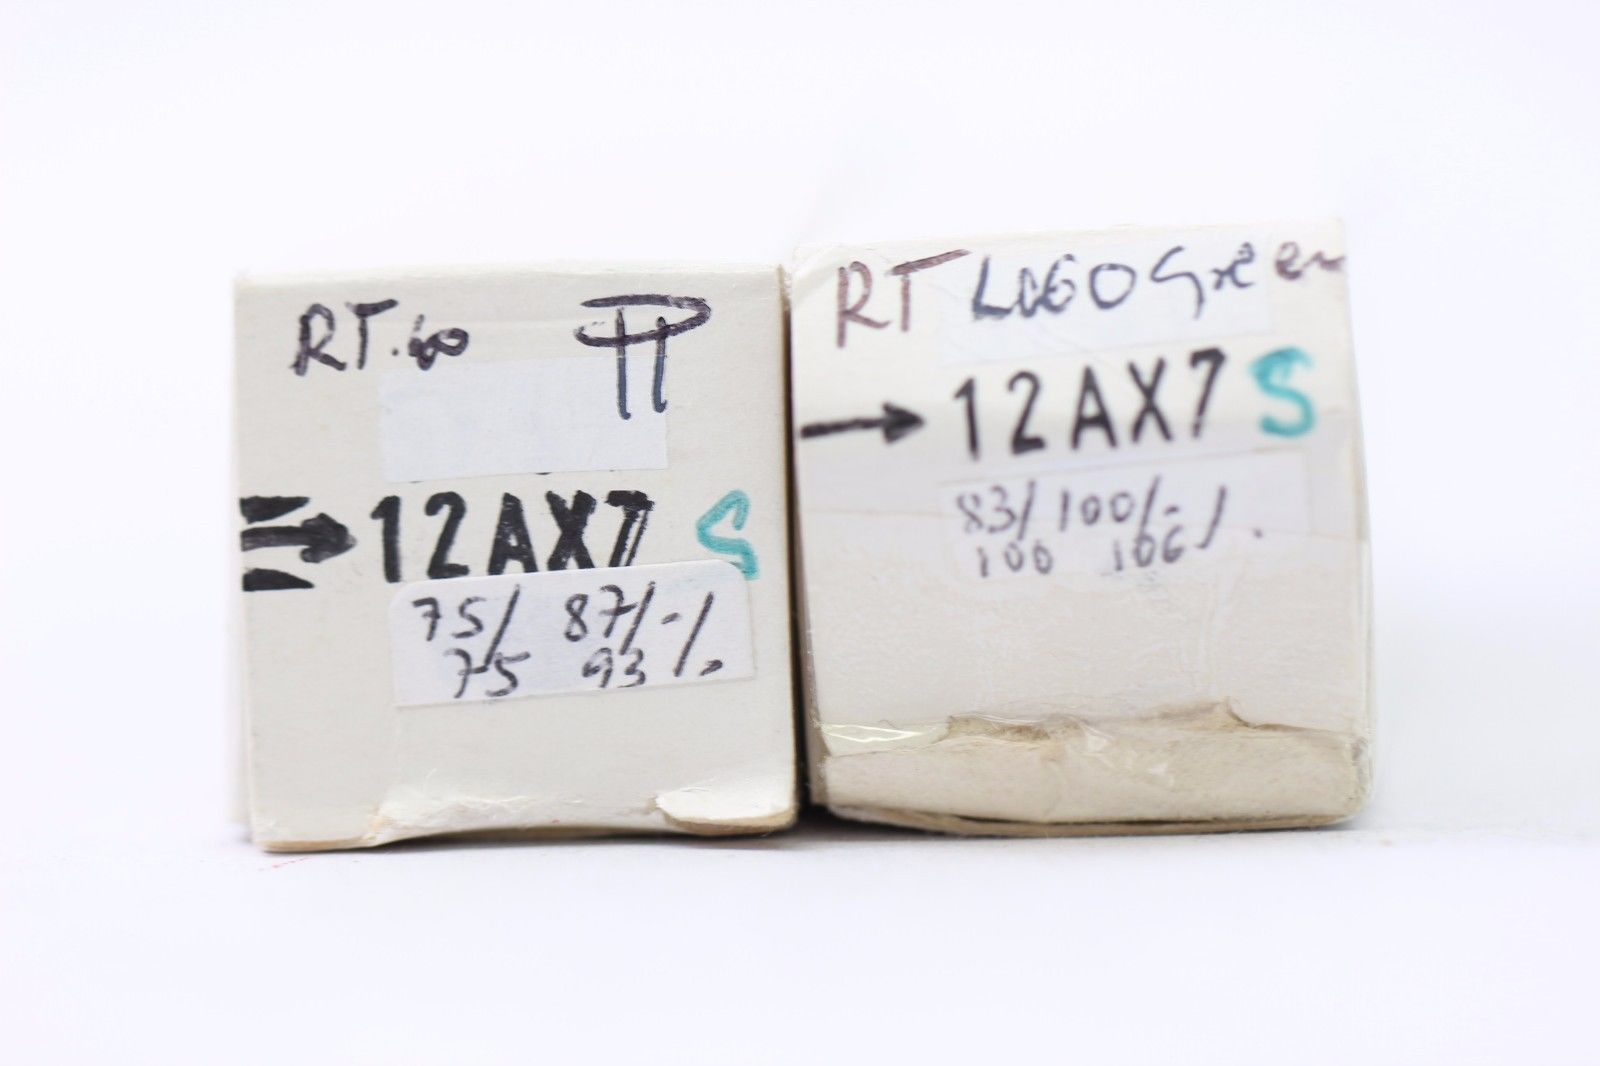 RT.60
12AX7 S
75/ 87/-/.
75 93
RT LOGO Green
12AX7 S
83/100/-/.
100 106